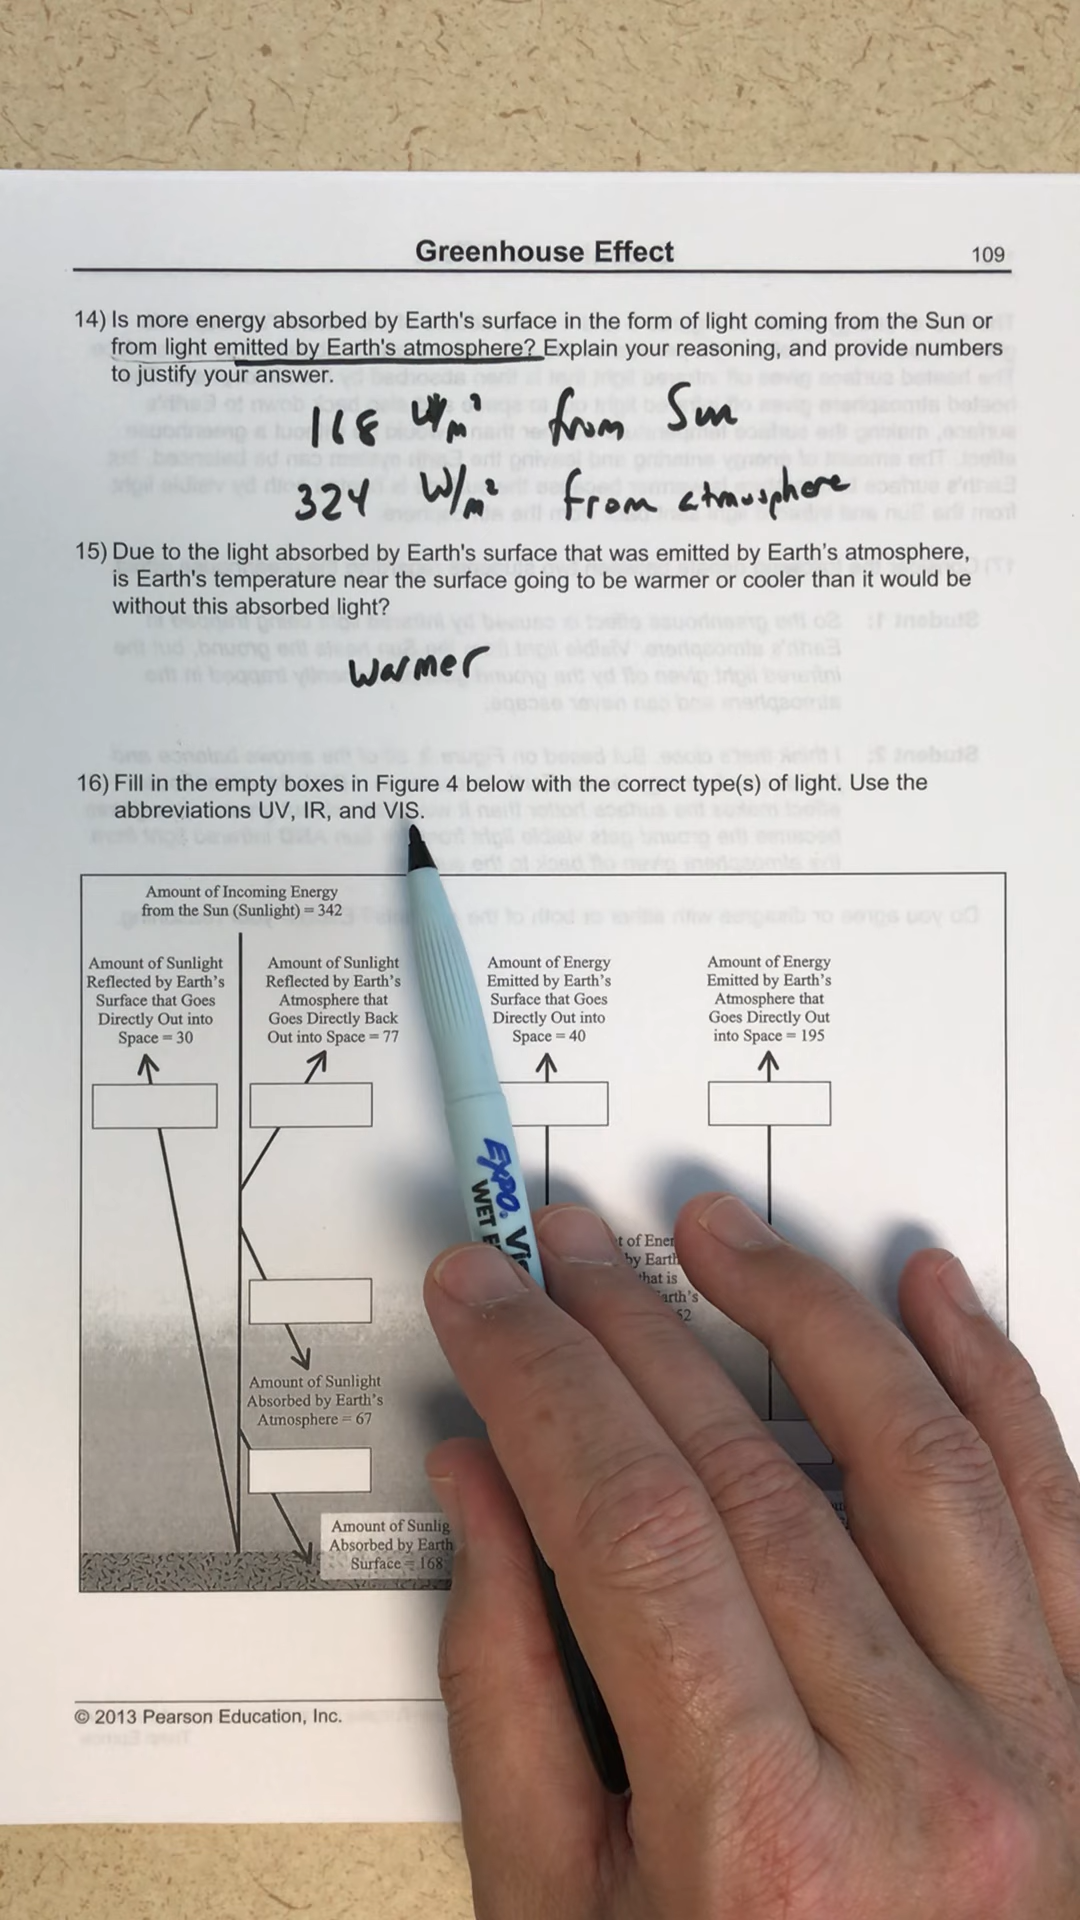 Greenhouse Effect 109
14) Is more energy absorbed by Earth's surface in the form of light coming from the Sun or
from light emitted by Earth's atmosphere? Explain your reasoning, and provide numbers
to justify your answer.
168 W/m² from Sun
324 W/m² from atmosphere
15) Due to the light absorbed by Earth's surface that was emitted by Earth's atmosphere,
is Earth's temperature near the surface going to be warmer or cooler than it would be
without this absorbed light?
warmer
16) Fill in the empty boxes in Figure 4 below with the correct type(s) of light. Use the
abbreviations UV, IR, and VIS.
Amount of Incoming Energy
from the Sun (Sunlight) = 342
Amount of Sunlight
Reflected by Earth's
Surface that Goes
Directly Out into
Space = 30
Amount of Sunlight
Reflected by Earth's
Atmosphere that
Goes Directly Back
Out into Space = 77
Amount of Energy
Emitted by Earth's
Surface that Goes
Directly Out into
Space = 40
Amount of Energy
Emitted by Earth's
Atmosphere that
Goes Directly Out
into Space = 195
EXPO Vis
WET E
t of Ener
by Earth
that is
arth's
52
Amount of Sunlight
Absorbed by Earth's
Atmosphere = 67
Amount of Sunlig
Absorbed by Earth
Surface = 168
© 2013 Pearson Education, Inc.